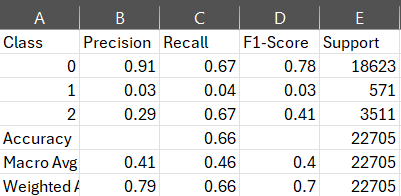 A B C D E
Class Precision Recall F1-Score Support
0 0.91 0.67 0.78 18623
1 0.03 0.04 0.03 571
2 0.29 0.67 0.41 3511
Accuracy 0.66 22705
Macro Avg 0.41 0.46 0.4 22705
Weighted A 0.79 0.66 0.7 22705